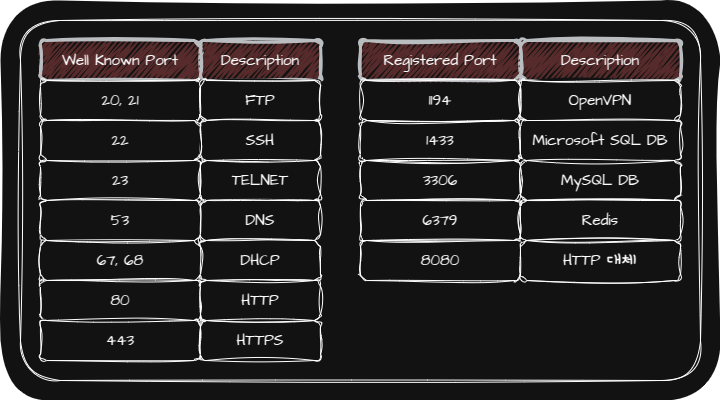 Well Known Port Description
20, 21 FTP
22 SSH
23 TELNET
53 DNS
67, 68 DHCP
80 HTTP
443 HTTPS
Registered Port Description
1194 OpenVPN
1433 Microsoft SQL DB
3306 MySQL DB
6379 Redis
8080 HTTP 대체